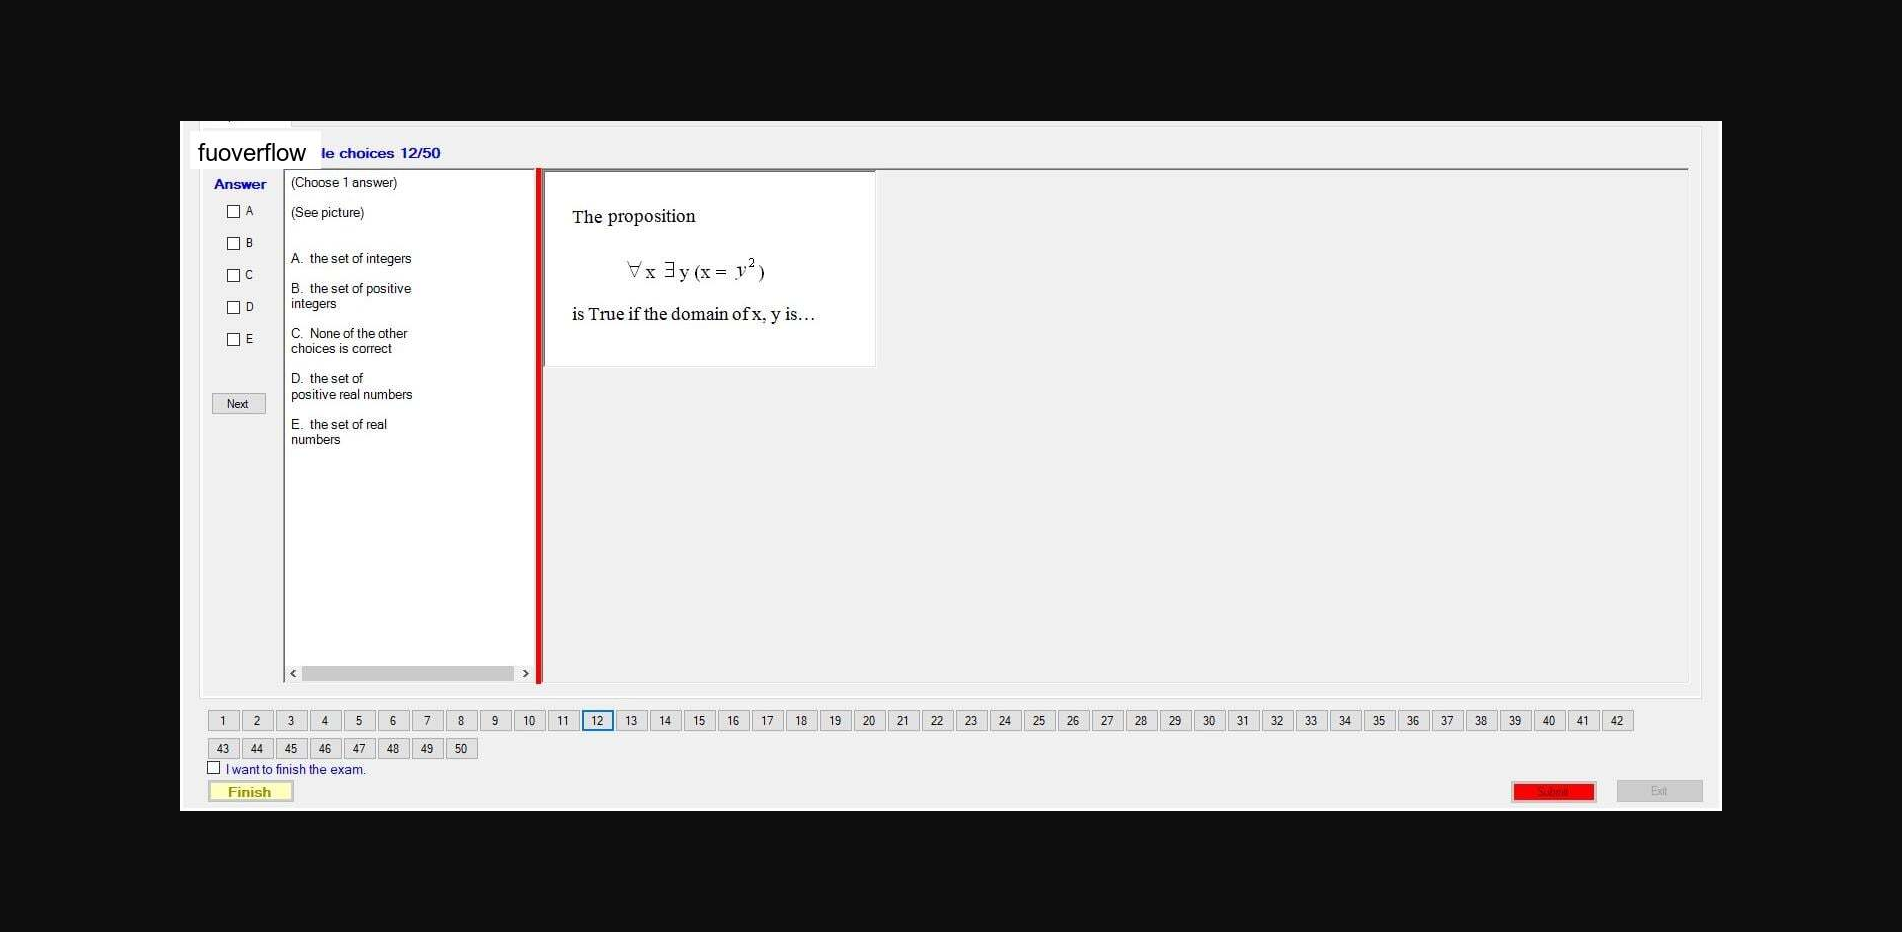 fuoverflow le choices 12/50
Answer
A
B
C
D
E
Next
(Choose 1 answer)
(See picture)
A. the set of integers
B. the set of positive
integers
C. None of the other
choices is correct
D. the set of
positive real numbers
E. the set of real
numbers
The proposition
∀ x ∃ y (x = y²)
is True if the domain of x, y is...
1 2 3 4 5 6 7 8 9 10 11 12 13 14 15 16 17 18 19 20 21 22 23 24 25 26 27 28 29 30 31 32 33 34 35 36 37 38 39 40 41 42
43 44 45 46 47 48 49 50
I want to finish the exam.
Finish
Submit Exit